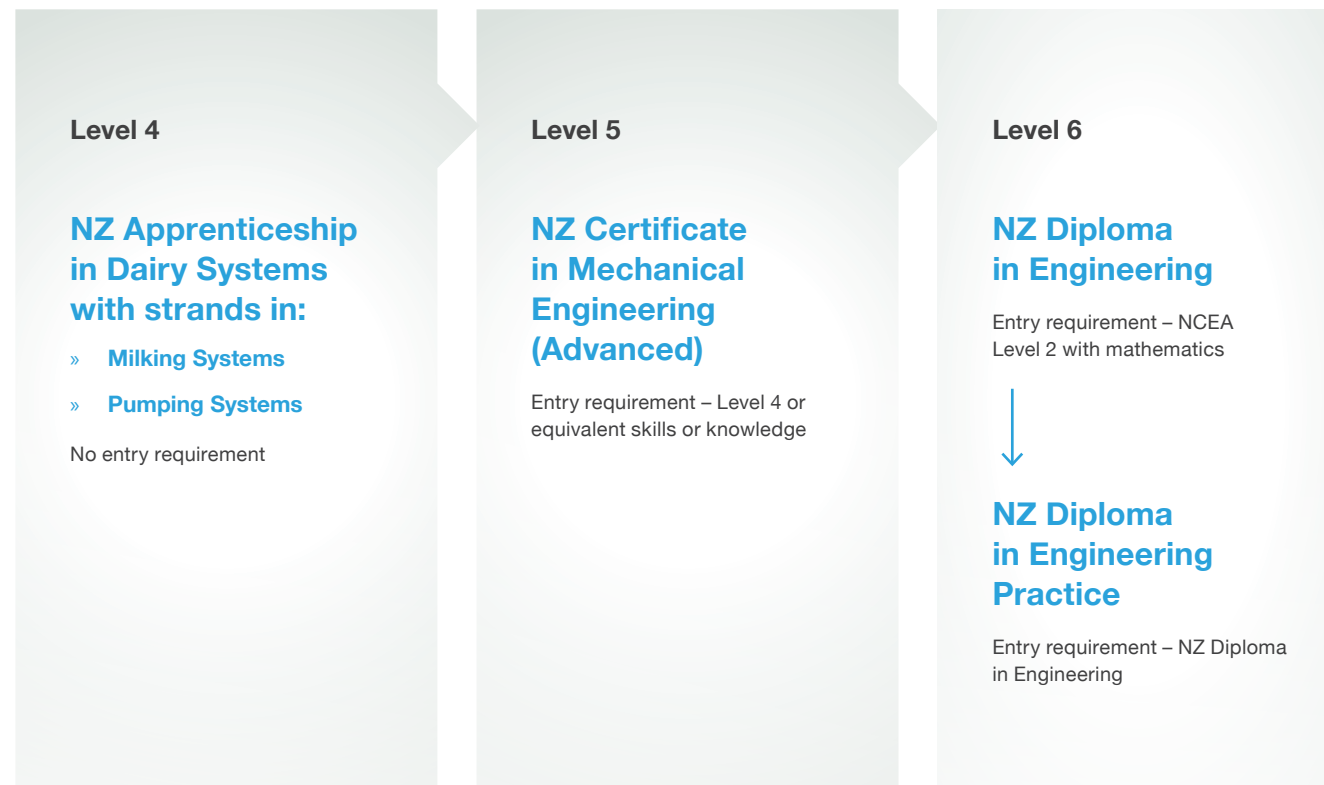 Level 4
NZ Apprenticeship
in Dairy Systems
with strands in:
» Milking Systems
» Pumping Systems
No entry requirement
Level 5
NZ Certificate
in Mechanical
Engineering
(Advanced)
Entry requirement – Level 4 or
equivalent skills or knowledge
Level 6
NZ Diploma
in Engineering
Entry requirement – NCEA
Level 2 with mathematics
NZ Diploma
in Engineering
Practice
Entry requirement – NZ Diploma
in Engineering